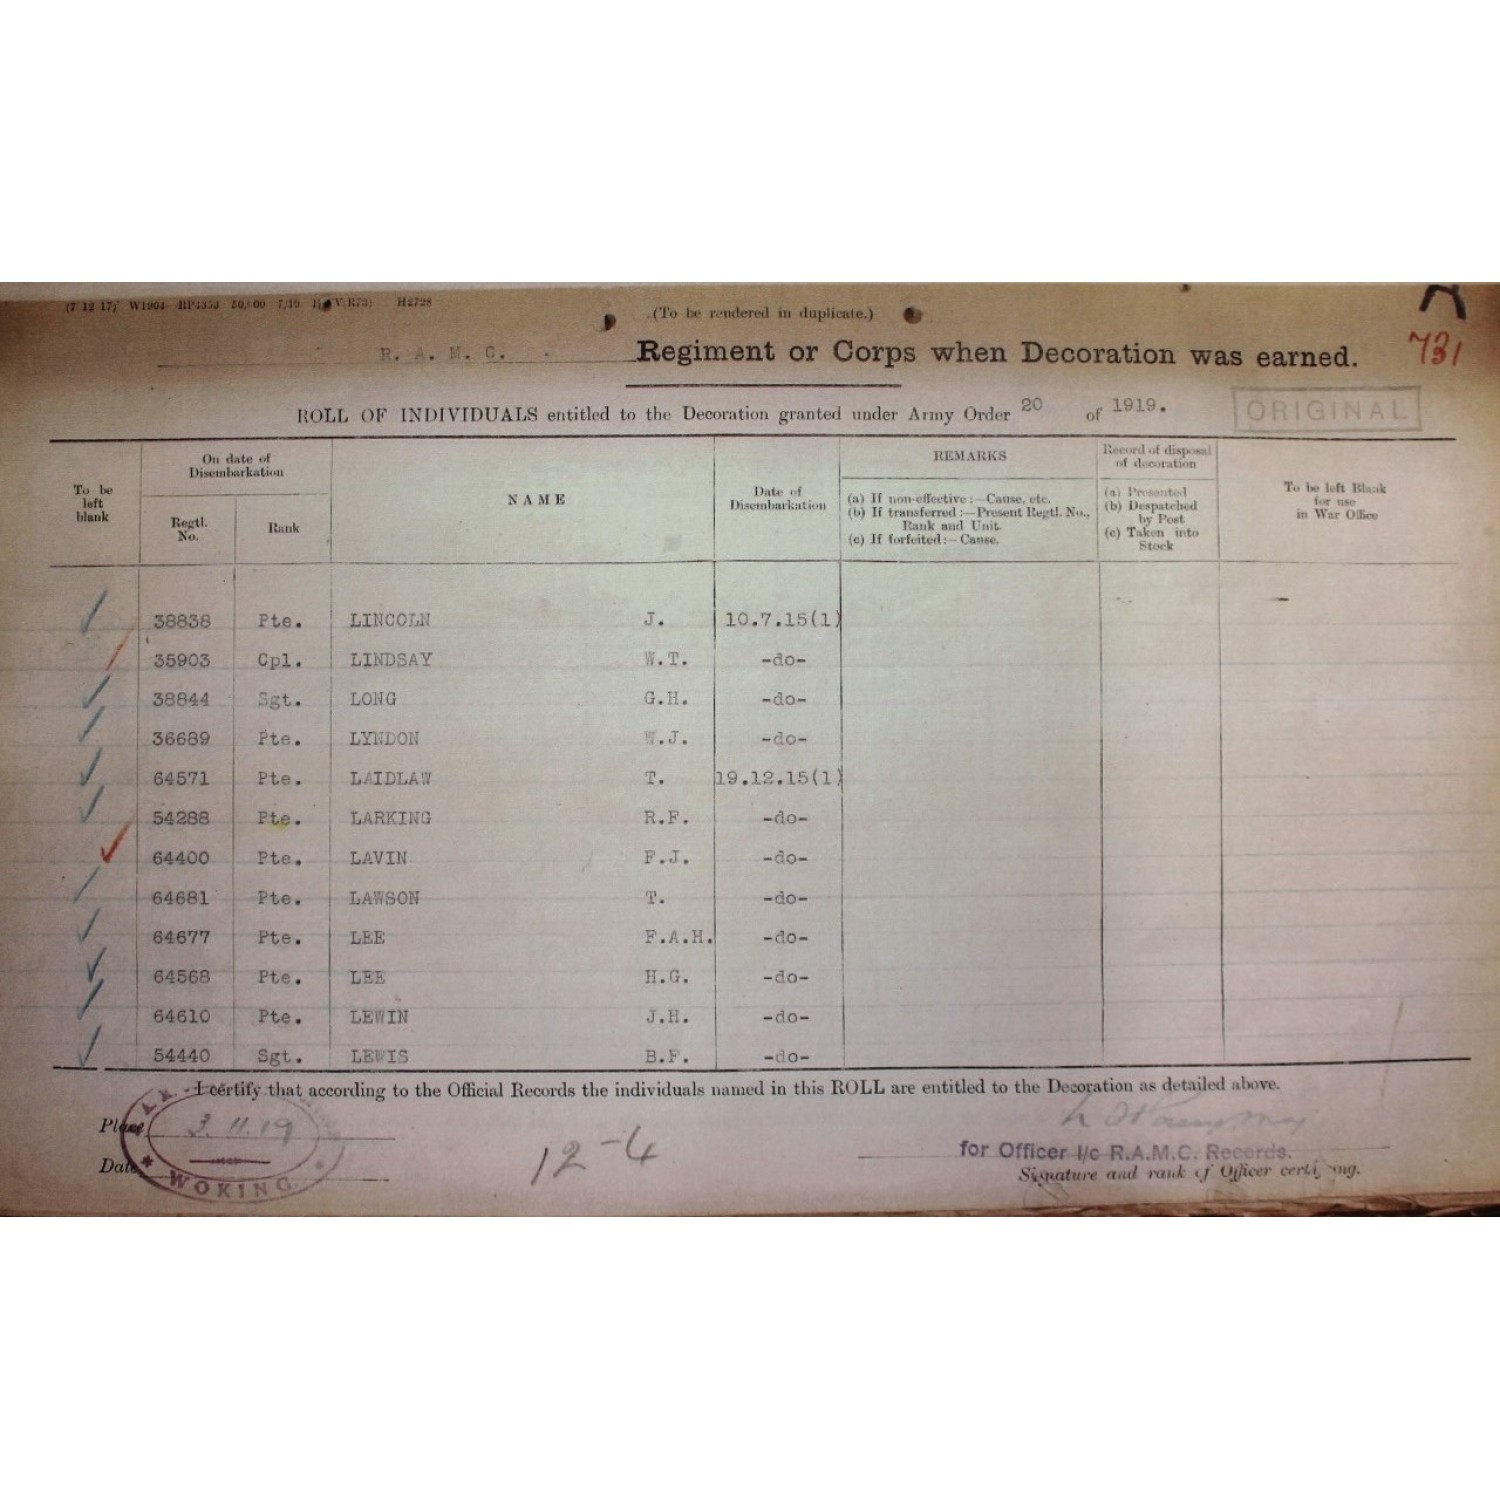 (7 12 17) W1904- RP4353 50,000 7/19 H2728
(To be rendered in duplicate.)
R. A. M. C. Regiment or Corps when Decoration was earned.
731
ROLL OF INDIVIDUALS entitled to the Decoration granted under Army Order 20 of 1919.
ORIGINAL
To be left blank
On date of Disembarkation
Regtl. No.
Rank
NAME
Date of Disembarkation
REMARKS
(a) If non-effective:—Cause, etc.
(b) If transferred:—Present Regtl. No., Rank and Unit.
(c) If forfeited:—Cause.
Record of disposal of decoration
(a) Presented
(b) Despatched by Post
(c) Taken into Stock
To be left Blank for use in War Office
38838 Pte. LINCOLN J. 10.7.15(1)
35903 Cpl. LINDSAY W.T. -do-
38844 Sgt. LONG G.H. -do-
36689 Pte. LYNDON W.J. -do-
64571 Pte. LAIDLAW T. 19.12.15(1)
54288 Pte. LARKING R.F. -do-
64400 Pte. LAVIN F.J. -do-
64681 Pte. LAWSON T. -do-
64677 Pte. LEE F.A.H. -do-
64568 Pte. LEE H.G. -do-
64610 Pte. LEWIN J.H. -do-
54440 Sgt. LEWIS B.F. -do-
I certify that according to the Official Records the individuals named in this ROLL are entitled to the Decoration as detailed above.
Place
3.11.19
Date
WOKING.
12-4
for Officer I/c R.A.M.C. Records.
Signature and rank of Officer certifying.